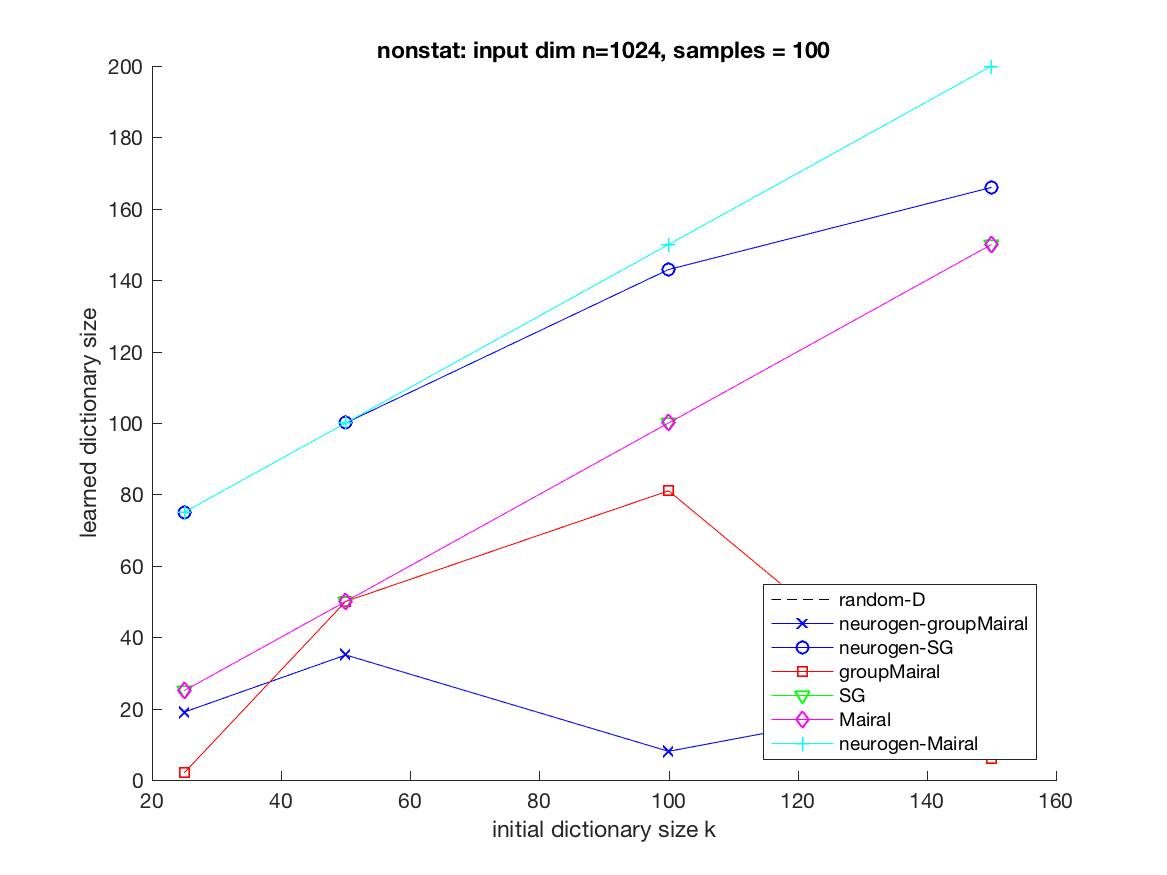 nonstat: input dim n=1024, samples = 100
200
180
160
140
120
100
80
60
40
20
0
learned dictionary size
random-D
neurogen-groupMairal
neurogen-SG
groupMairal
SG
Mairal
neurogen-Mairal
20 40 60 80 100 120 140 160
initial dictionary size k